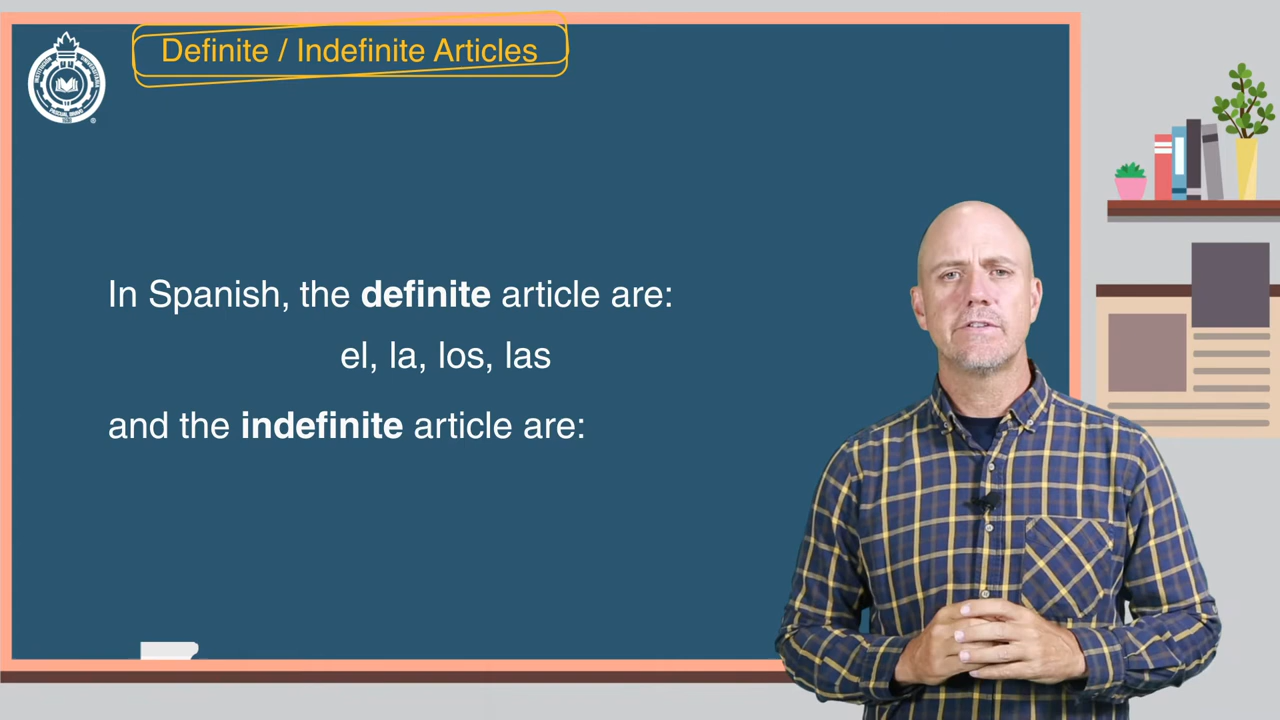 Definite / Indefinite Articles
In Spanish, the definite article are:
el, la, los, las
and the indefinite article are: